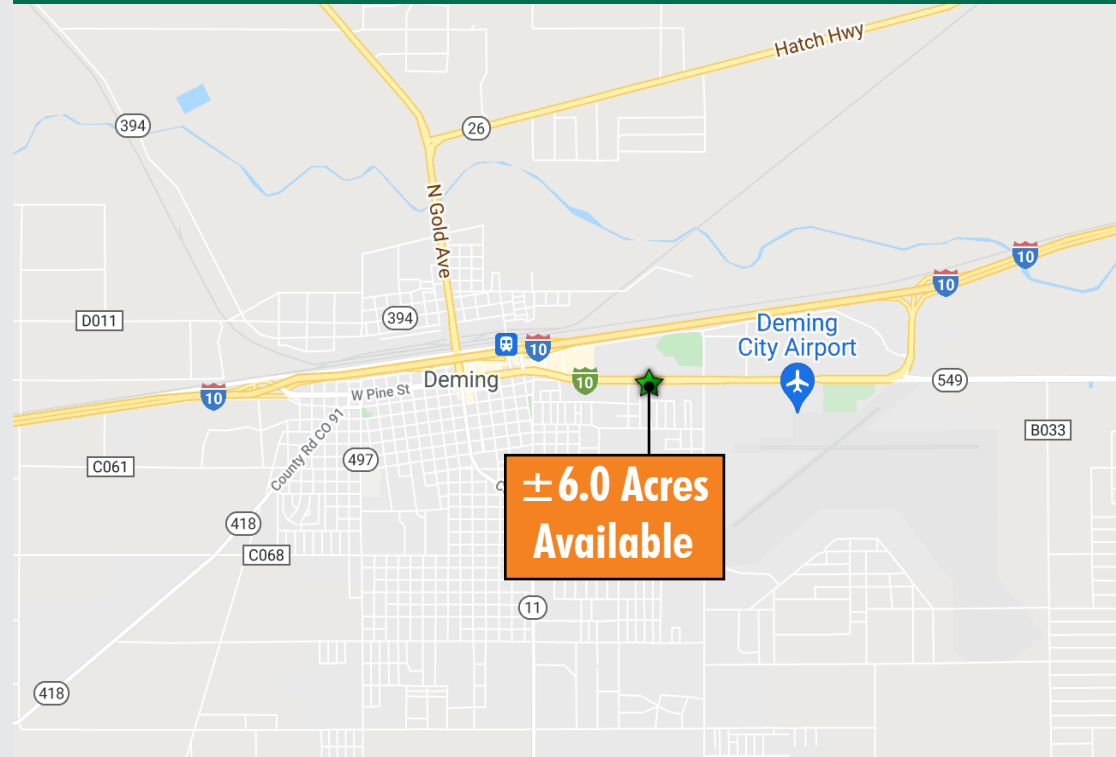 Hatch Hwy
394
26
N Gold Ave
10
10
D011
394
Deming
City Airport
10
Deming
10
549
10
W Pine St
B033
County Rd CO 91
C061
497
±6.0 Acres
Available
418
C068
11
418